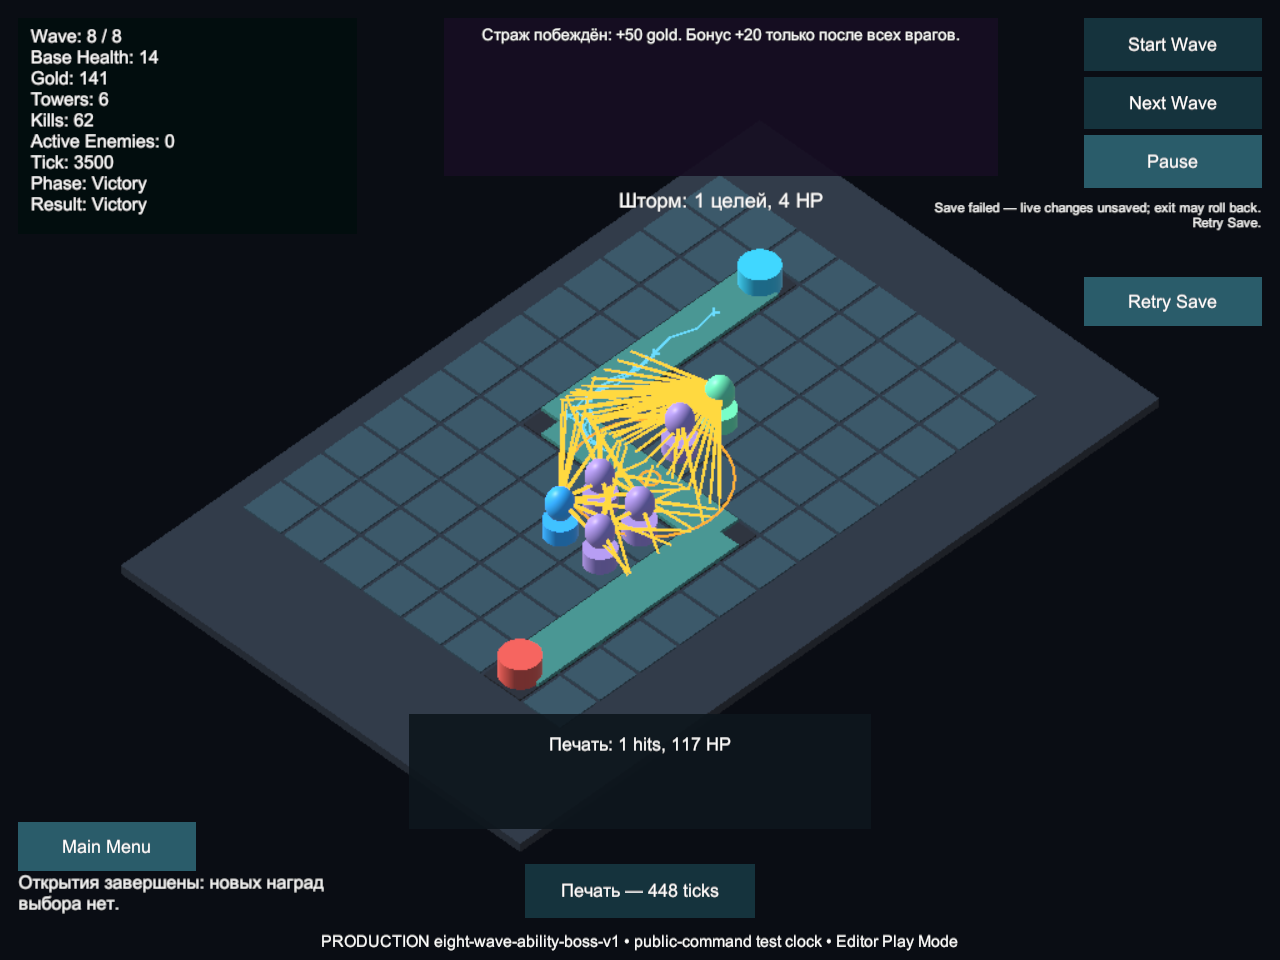 Wave: 8 / 8
Base Health: 14
Gold: 141
Towers: 6
Kills: 62
Active Enemies: 0
Tick: 3500
Phase: Victory
Result: Victory
Страж побеждён: +50 gold. Бонус +20 только после всех врагов.
Start Wave
Next Wave
Pause
Шторм: 1 целей, 4 HP
Save failed — live changes unsaved; exit may roll back.
Retry Save.
Retry Save
Печать: 1 hits, 117 HP
Main Menu
Открытия завершены: новых наград
выбора нет.
Печать — 448 ticks
PRODUCTION eight-wave-ability-boss-v1 • public-command test clock • Editor Play Mode